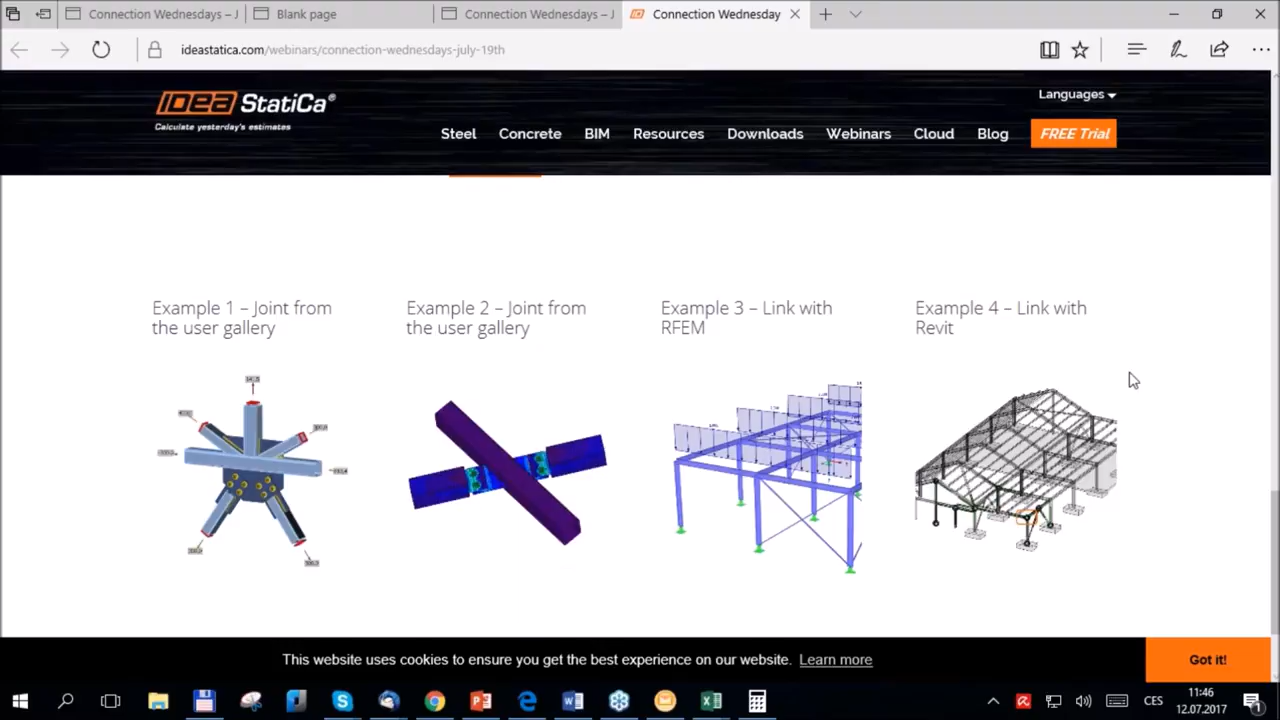 Connection Wednesdays – J
Blank page
Connection Wednesdays – J
Connection Wednesday
ideastatica.com/webinars/connection-wednesdays-july-19th
IDEA StatiCa®
Calculate yesterday's estimates
Languages
Steel
Concrete
BIM
Resources
Downloads
Webinars
Cloud
Blog
FREE Trial
Example 1 – Joint from
the user gallery
Example 2 – Joint from
the user gallery
Example 3 – Link with
RFEM
Example 4 – Link with
Revit
This website uses cookies to ensure you get the best experience on our website. Learn more
Got it!
CES
11:46
12.07.2017